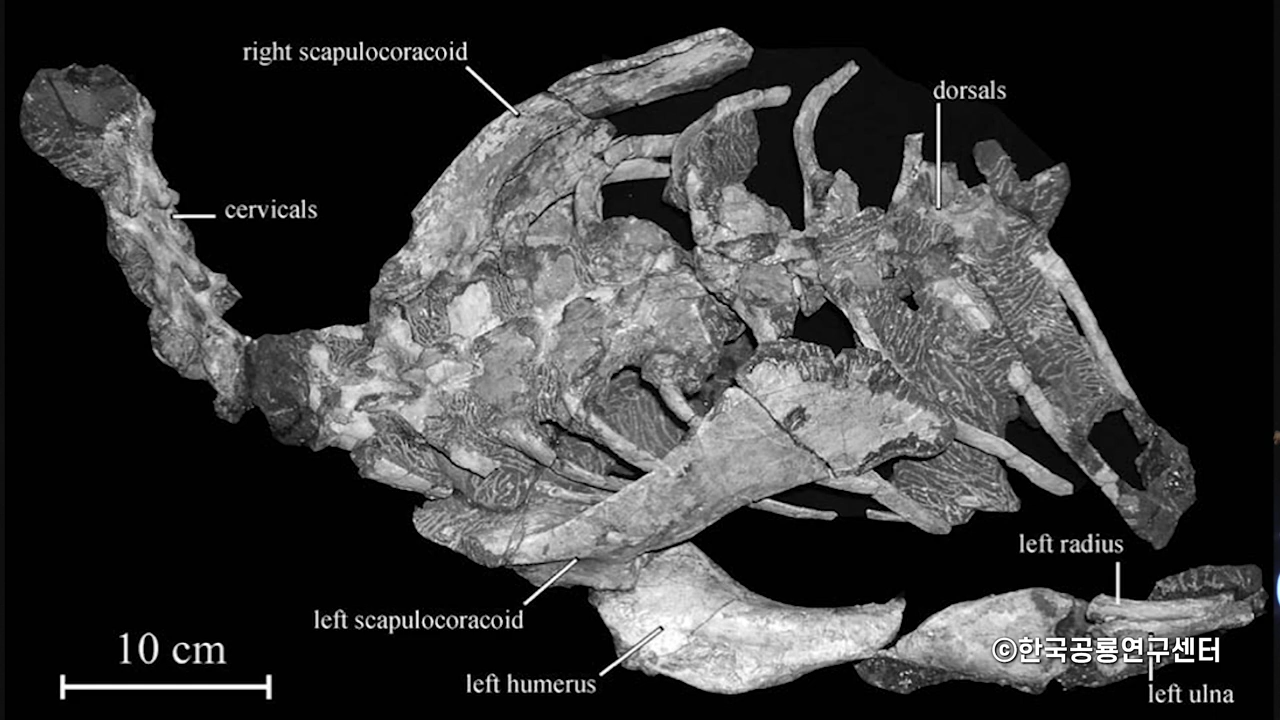 right scapulocoracoid
dorsals
cervicals
left radius
left scapulocoracoid
10 cm
©한국공룡연구센터
left humerus
left ulna